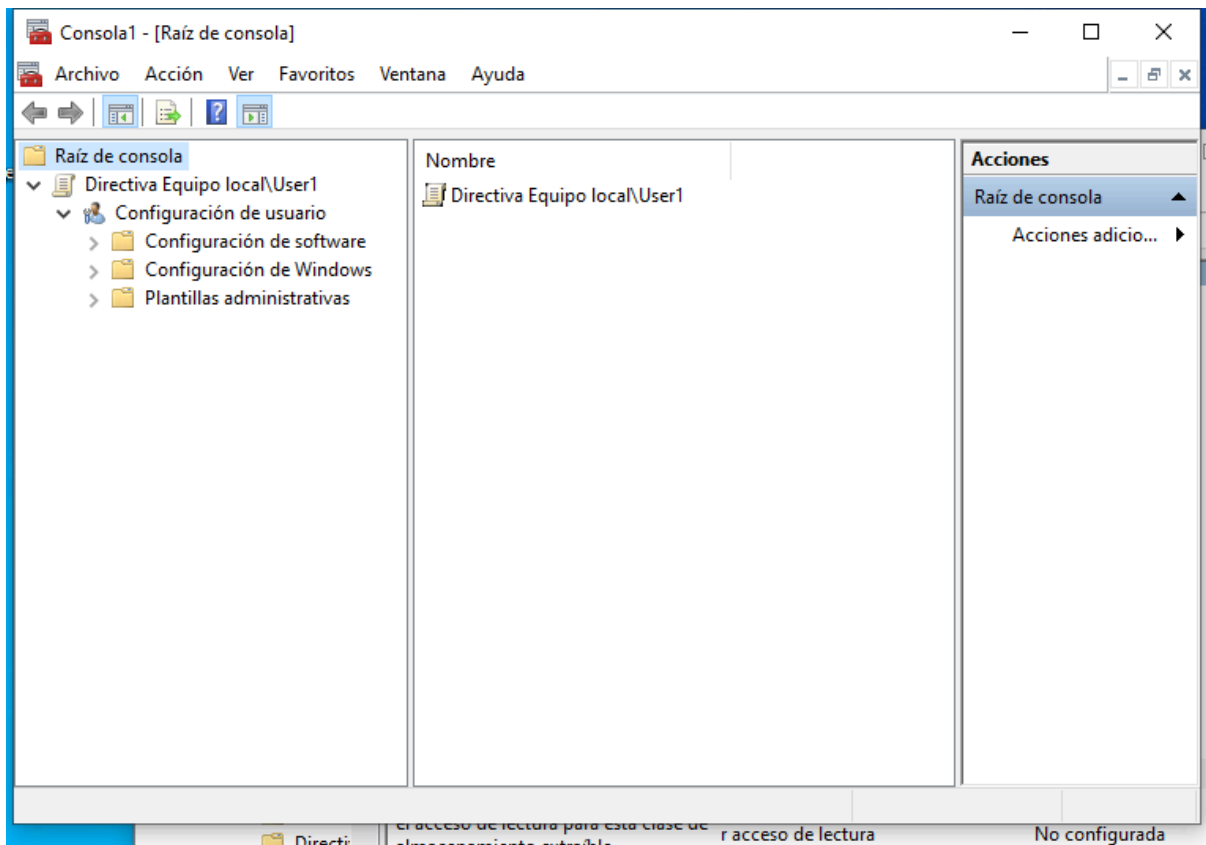 Consola1 - [Raíz de consola]
Archivo Acción Ver Favoritos Ventana Ayuda
Raíz de consola
Directiva Equipo local\User1
Configuración de usuario
Configuración de software
Configuración de Windows
Plantillas administrativas
Nombre
Directiva Equipo local\User1
Acciones
Raíz de consola
Acciones adicio...
el acceso de lectura para esta clase de
r acceso de lectura
No configurada
almacenamiento extraíble